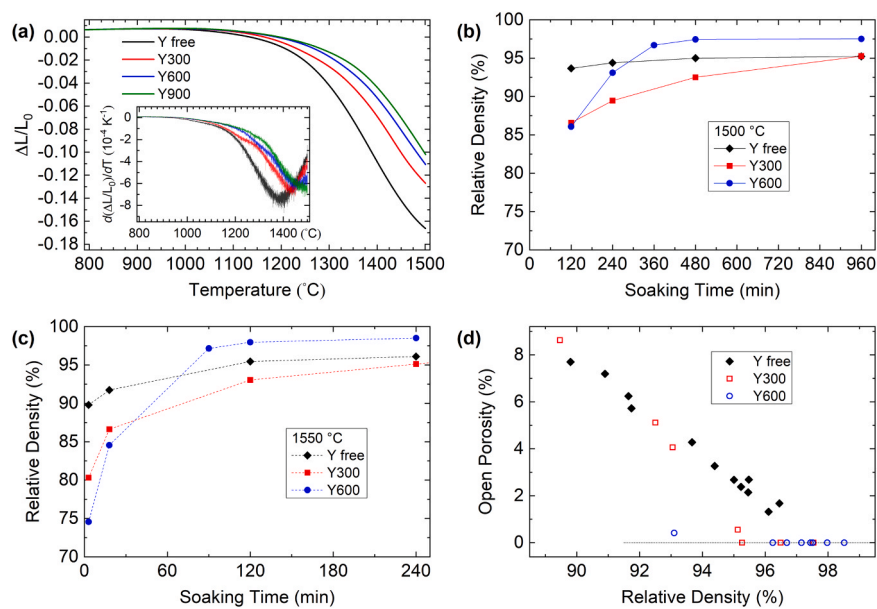 (a)
0.00
-0.02
-0.04
-0.06
-0.08
-0.10
-0.12
-0.14
-0.16
-0.18
ΔL/L0
Y free
Y300
Y600
Y900
0
-2
-4
-6
-8
d(ΔL/L0)/dT (10-4 K-1)
800 1000 1200 1400 (°C)
800 900 1000 1100 1200 1300 1400 1500
Temperature (°C)
(b)
100
95
90
85
80
75
70
Relative Density (%)
1500 °C
Y free
Y300
Y600
0 120 240 360 480 600 720 840 960
Soaking Time (min)
(c)
100
95
90
85
80
75
70
Relative Density (%)
1550 °C
Y free
Y300
Y600
0 60 120 180 240
Soaking Time (min)
(d)
8
6
4
2
0
Open Porosity (%)
Y free
Y300
Y600
90 92 94 96 98
Relative Density (%)